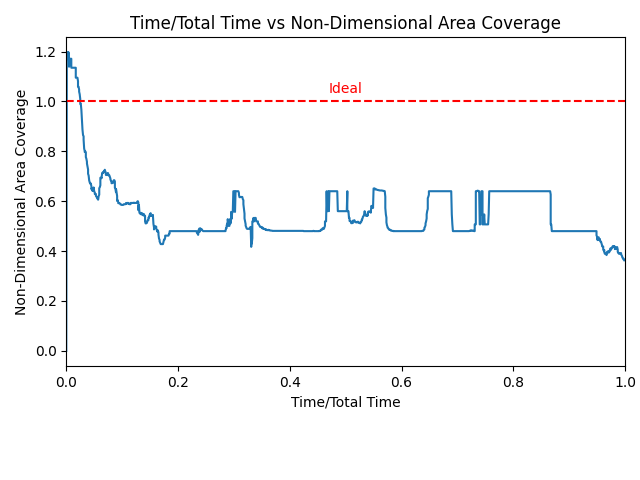 Time/Total Time vs Non-Dimensional Area Coverage
Non-Dimensional Area Coverage
1.2
1.0
0.8
0.6
0.4
0.2
0.0
Ideal
0.0 0.2 0.4 0.6 0.8 1.0
Time/Total Time